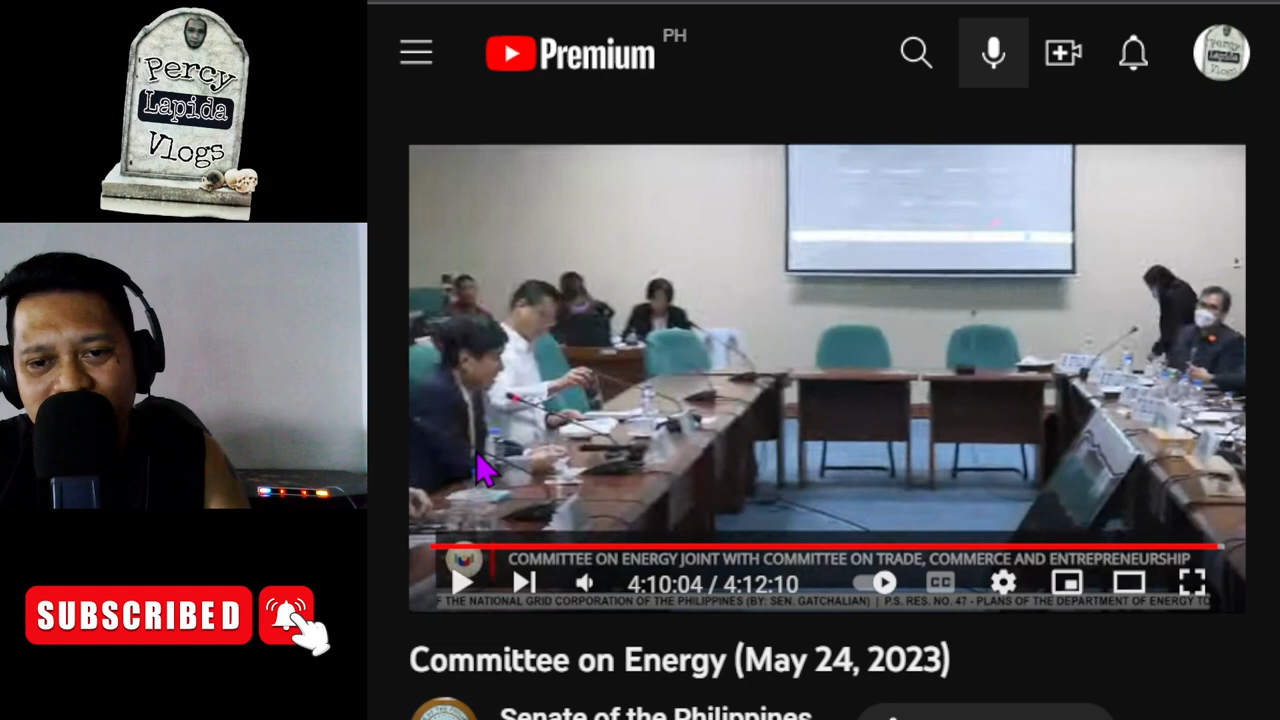 Percy
Lapida
Vlogs
SUBSCRIBED
Premium
PH
COMMITTEE ON ENERGY JOINT WITH COMMITTEE ON TRADE, COMMERCE AND ENTREPRENEURSHIP
4:10:04 / 4:12:10
CC
F THE NATIONAL GRID CORPORATION OF THE PHILIPPINES (BY: SEN. GATCHALIAN) | P.S. RES. NO. 47 - PLANS OF THE DEPARTMENT OF ENERGY TO
Committee on Energy (May 24, 2023)
Senate of the Philippines